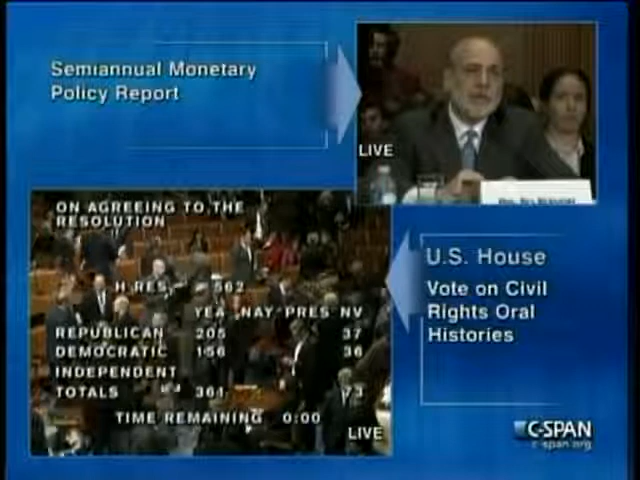 Semiannual Monetary
Policy Report
LIVE
ON AGREEING TO THE
RESOLUTION
H RES 562
YEA NAY PRES NV
REPUBLICAN 205 37
DEMOCRATIC 156 36
INDEPENDENT
TOTALS 361 73
TIME REMAINING 0:00
LIVE
U.S. House
Vote on Civil
Rights Oral
Histories
C-SPAN
c-span.org